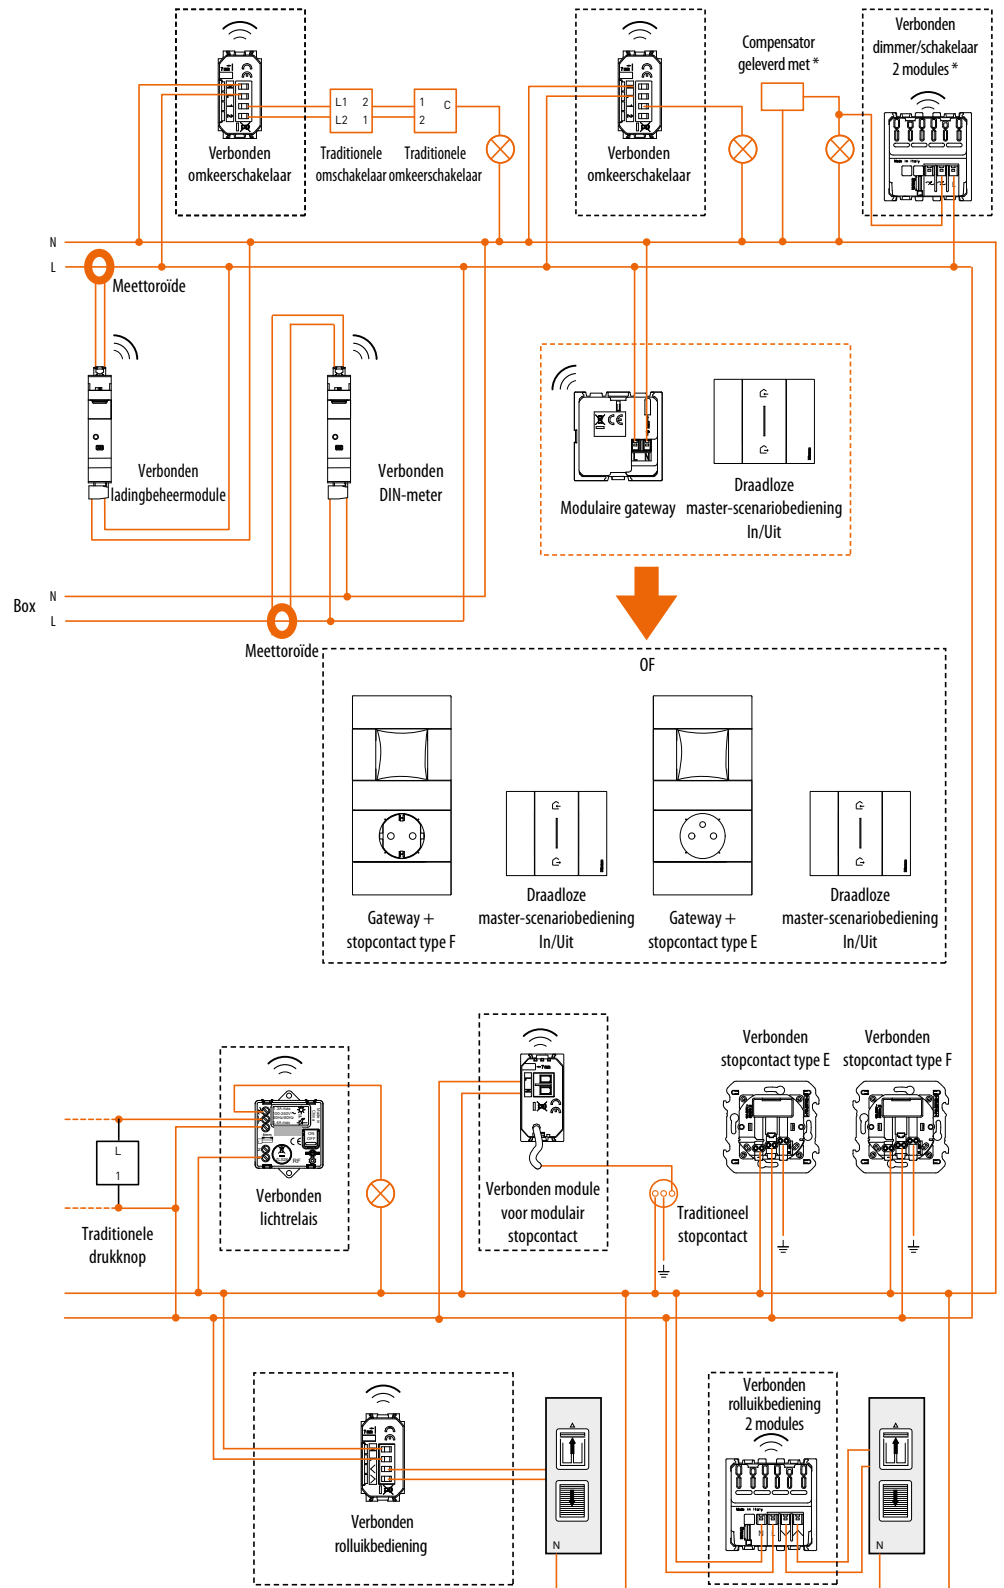 Verbonden
dimmer/schakelaar
2 modules *
Compensator
geleverd met *
L1 2
L2 1
1 C
2
Verbonden
omkeerschakelaar
Traditionele
omschakelaar
Traditionele
omkeerschakelaar
Verbonden
omkeerschakelaar
N
L
Meettoroïde
Verbonden
ladingbeheermodule
Verbonden
DIN-meter
L N
Modulaire gateway
Draadloze
master-scenariobediening
In/Uit
Box
N
L
Meettoroïde
OF
Gateway +
stopcontact type F
Draadloze
master-scenariobediening
In/Uit
Gateway +
stopcontact type E
Draadloze
master-scenariobediening
In/Uit
Verbonden
stopcontact type E
Verbonden
stopcontact type F
L
1
Traditionele
drukknop
RF
Verbonden
lichtrelais
Verbonden module
voor modulair
stopcontact
Traditioneel
stopcontact
Verbonden
rolluikbediening
N
Verbonden
rolluikbediening
2 modules
Made in Italy
N L
N